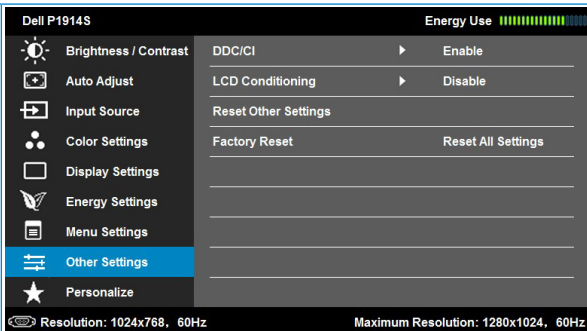 Dell P1914S Energy Use
Brightness / Contrast DDC/CI Enable
Auto Adjust LCD Conditioning Disable
Input Source Reset Other Settings
Color Settings Factory Reset Reset All Settings
Display Settings
Energy Settings
Menu Settings
Other Settings
Personalize
Resolution: 1024x768, 60Hz Maximum Resolution: 1280x1024, 60Hz